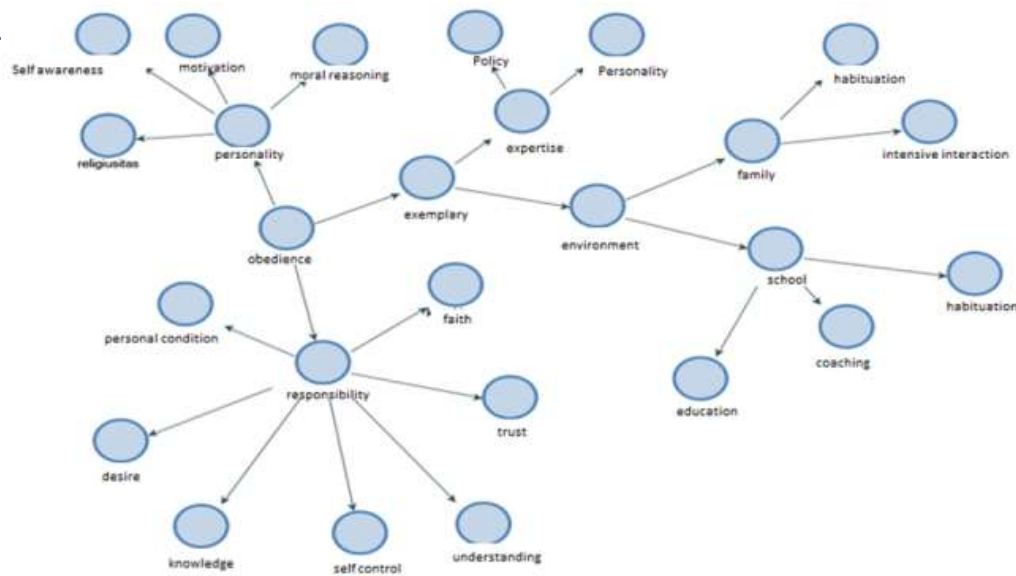 Self awareness
motivation
moral reasoning
Policy
Personality
habituation
religiusitas
personality
expertise
family
intensive interaction
exemplary
environment
obedience
school
habituation
personal condition
faith
coaching
responsibility
education
trust
desire
knowledge
self control
understanding